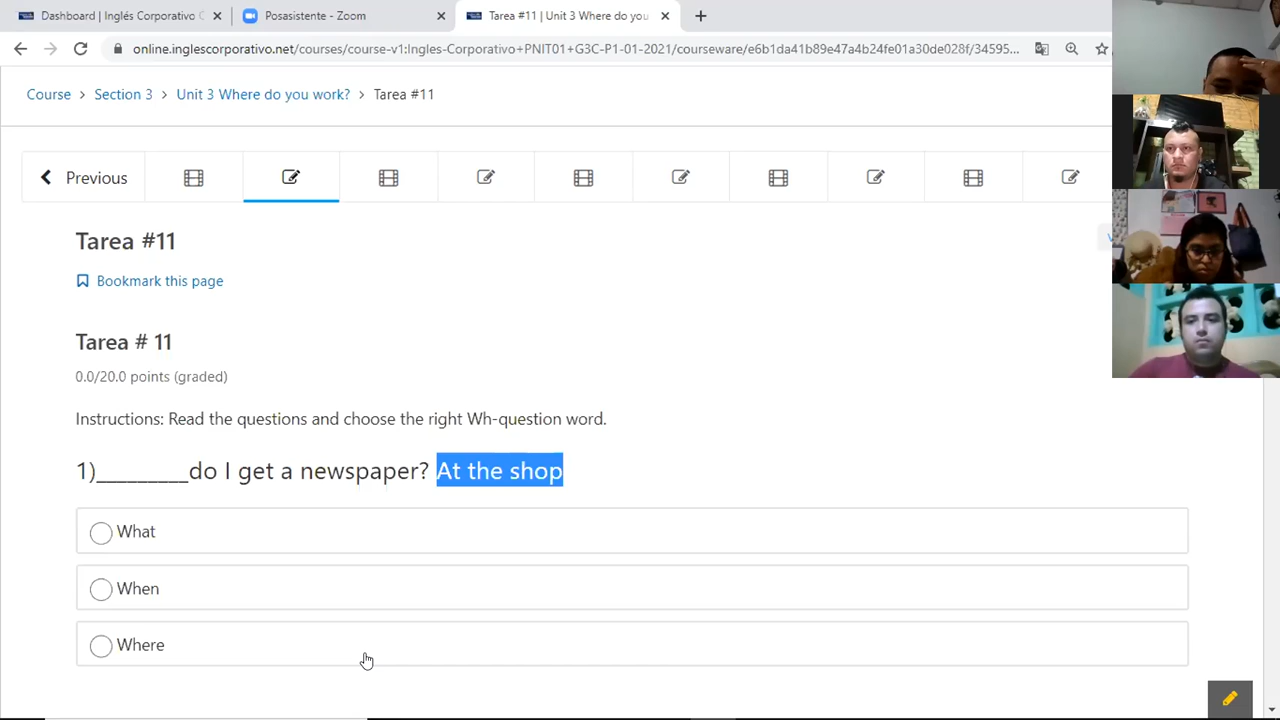 Dashboard | Inglés Corporativo C
Posasistente - Zoom
Tarea #11 | Unit 3 Where do you
online.inglescorporativo.net/courses/course-v1:Ingles-Corporativo+PNIT01+G3C-P1-01-2021/courseware/e6b1da41b89e47a4b24fe01a30de028f/34595...
Course > Section 3 > Unit 3 Where do you work? > Tarea #11
Previous
Tarea #11
Bookmark this page
Tarea # 11
0.0/20.0 points (graded)
Instructions: Read the questions and choose the right Wh-question word.
1)_________do I get a newspaper? At the shop
What
When
Where